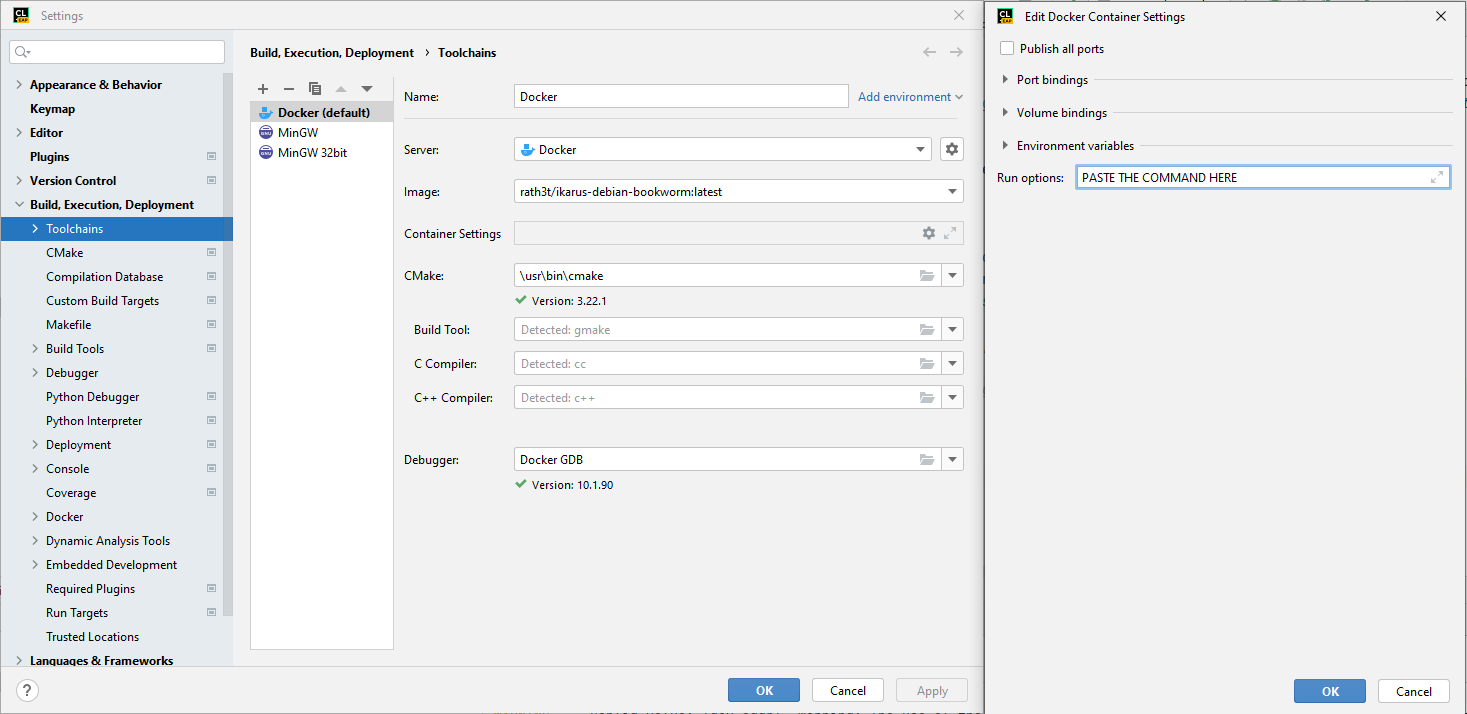 CL
EAP
Settings
Appearance & Behavior
Keymap
Editor
Plugins
Version Control
Build, Execution, Deployment
Toolchains
CMake
Compilation Database
Custom Build Targets
Makefile
Build Tools
Debugger
Python Debugger
Python Interpreter
Deployment
Console
Coverage
Docker
Dynamic Analysis Tools
Embedded Development
Required Plugins
Run Targets
Trusted Locations
Languages & Frameworks
?
Build, Execution, Deployment › Toolchains
Docker (default)
MinGW
MinGW 32bit
Name: Docker Add environment
Server: Docker
Image: rath3t/ikarus-debian-bookworm:latest
Container Settings
CMake: \usr\bin\cmake
Version: 3.22.1
Build Tool: Detected: gmake
C Compiler: Detected: cc
C++ Compiler: Detected: c++
Debugger: Docker GDB
Version: 10.1.90
OK Cancel Apply
CL
EAP
Edit Docker Container Settings
Publish all ports
Port bindings
Volume bindings
Environment variables
Run options: PASTE THE COMMAND HERE
OK Cancel